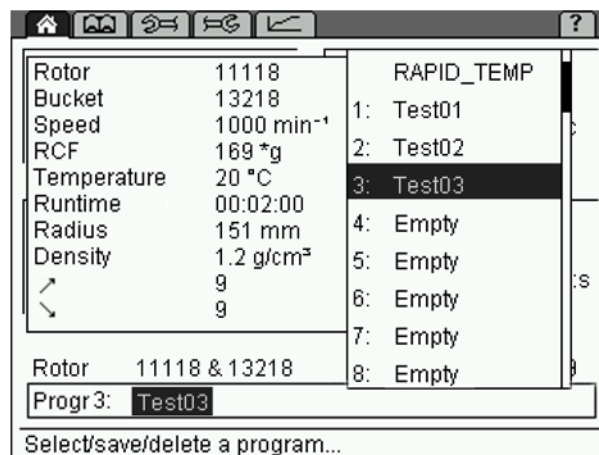 ?
Rotor 11118
Bucket 13218
Speed 1000 min⁻¹
RCF 169 *g
Temperature 20 °C
Runtime 00:02:00
Radius 151 mm
Density 1.2 g/cm³
↗ 9
↘ 9
RAPID_TEMP
1: Test01
2: Test02
3: Test03
4: Empty
5: Empty
6: Empty
7: Empty
8: Empty
Rotor 11118 & 13218
Progr 3: Test03
Select/save/delete a program...